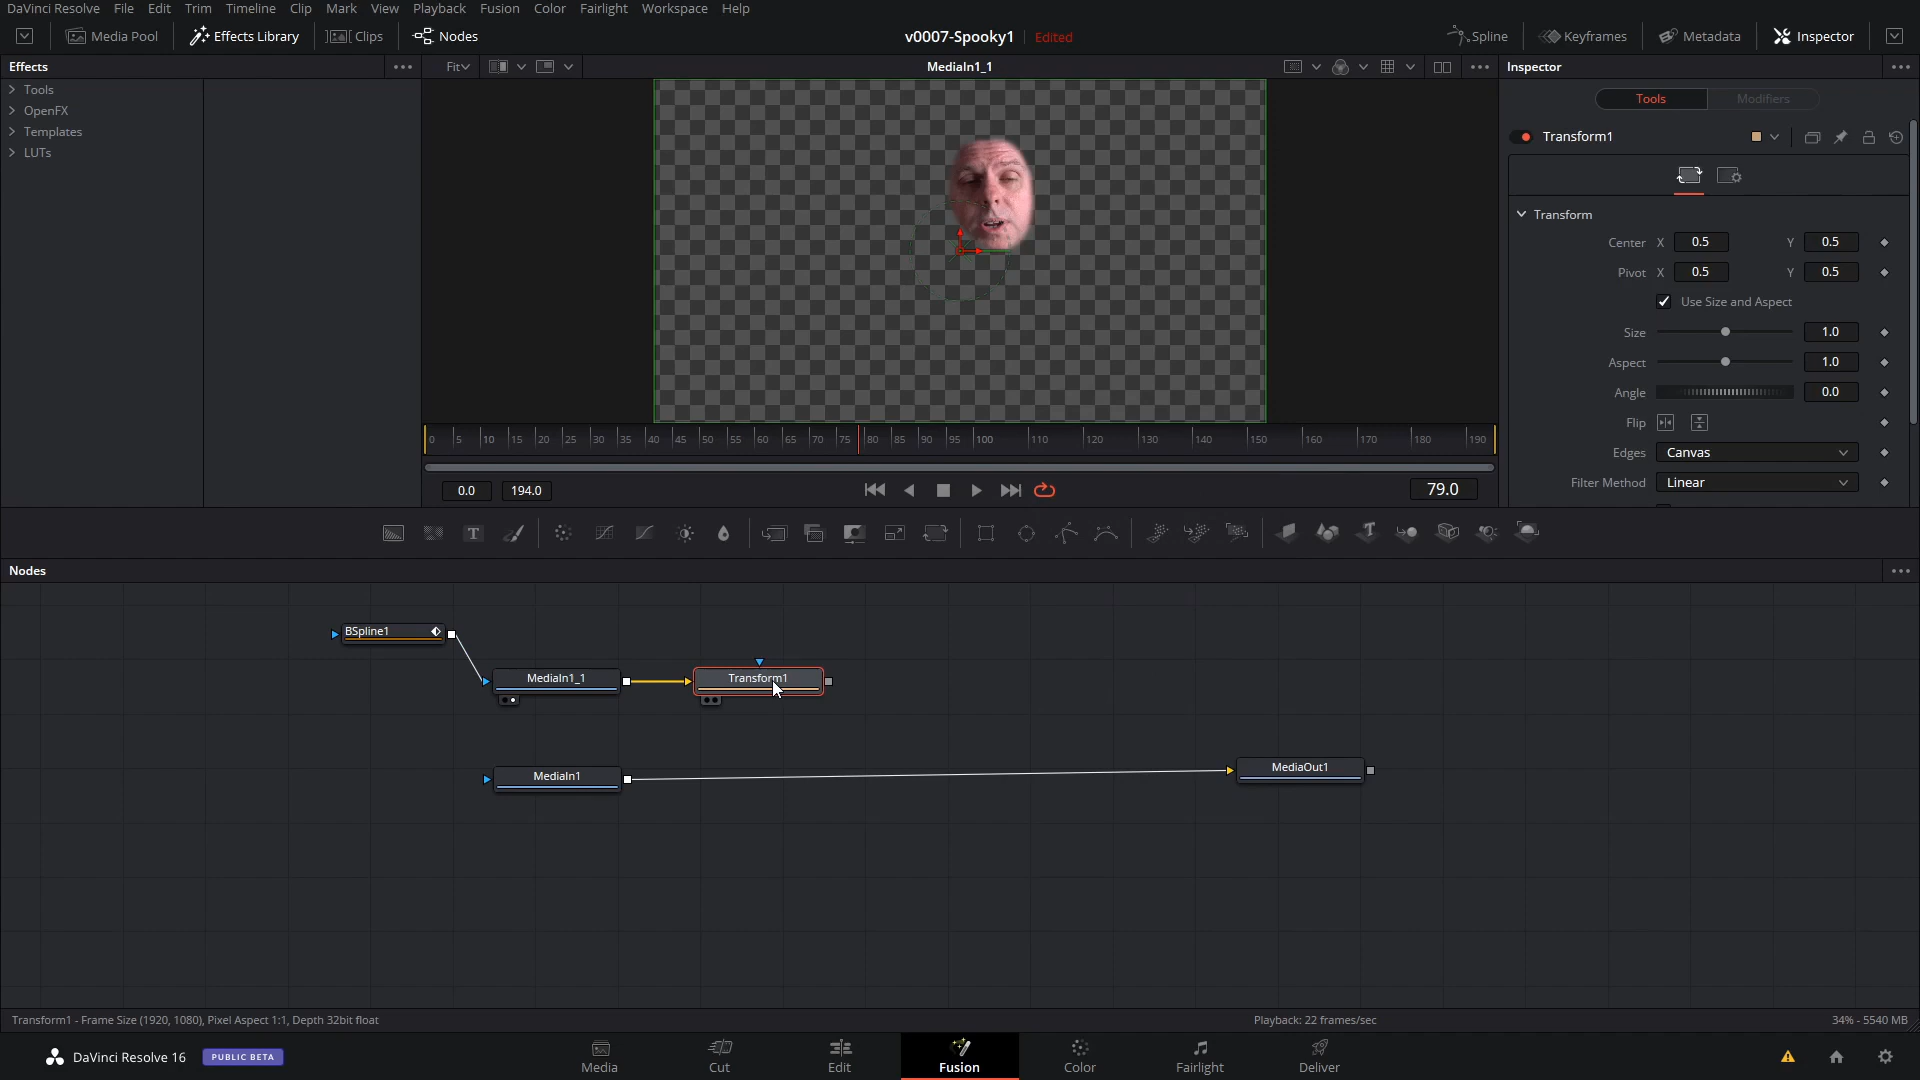 DaVinci Resolve File Edit Trim Timeline Clip Mark View Playback Fusion Color Fairlight Workspace Help
Media Pool Effects Library Clips Nodes v0007-Spooky1 Edited Spline Keyframes Metadata Inspector
Effects Fit MediaIn1_1 Inspector
Tools
OpenFX
Templates
LUTs
Tools Modifiers
Transform1
Transform
Center X 0.5 Y 0.5
Pivot X 0.5 Y 0.5
Use Size and Aspect
Size 1.0
Aspect 1.0
Angle 0.0
Flip
Edges Canvas
Filter Method Linear
0 5 10 15 20 25 30 35 40 45 50 55 60 65 70 75 80 85 90 95 100 110 120 130 140 150 160 170 180 190
0.0 194.0 79.0
T T
Nodes
BSpline1
MediaIn1_1 Transform1
MediaIn1 MediaOut1
Transform1 - Frame Size (1920, 1080), Pixel Aspect 1:1, Depth 32bit float Playback: 22 frames/sec 34% - 5540 MB
DaVinci Resolve 16 PUBLIC BETA Media Cut Edit Fusion Color Fairlight Deliver